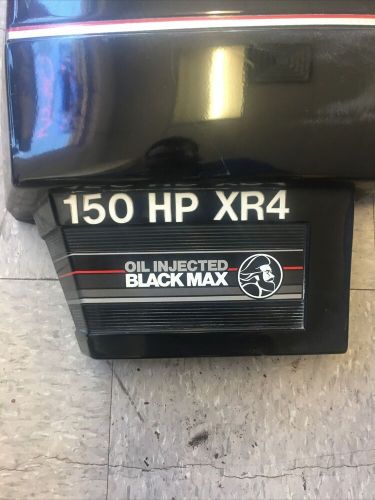 150 HP XR4
OIL INJECTED
BLACK MAX